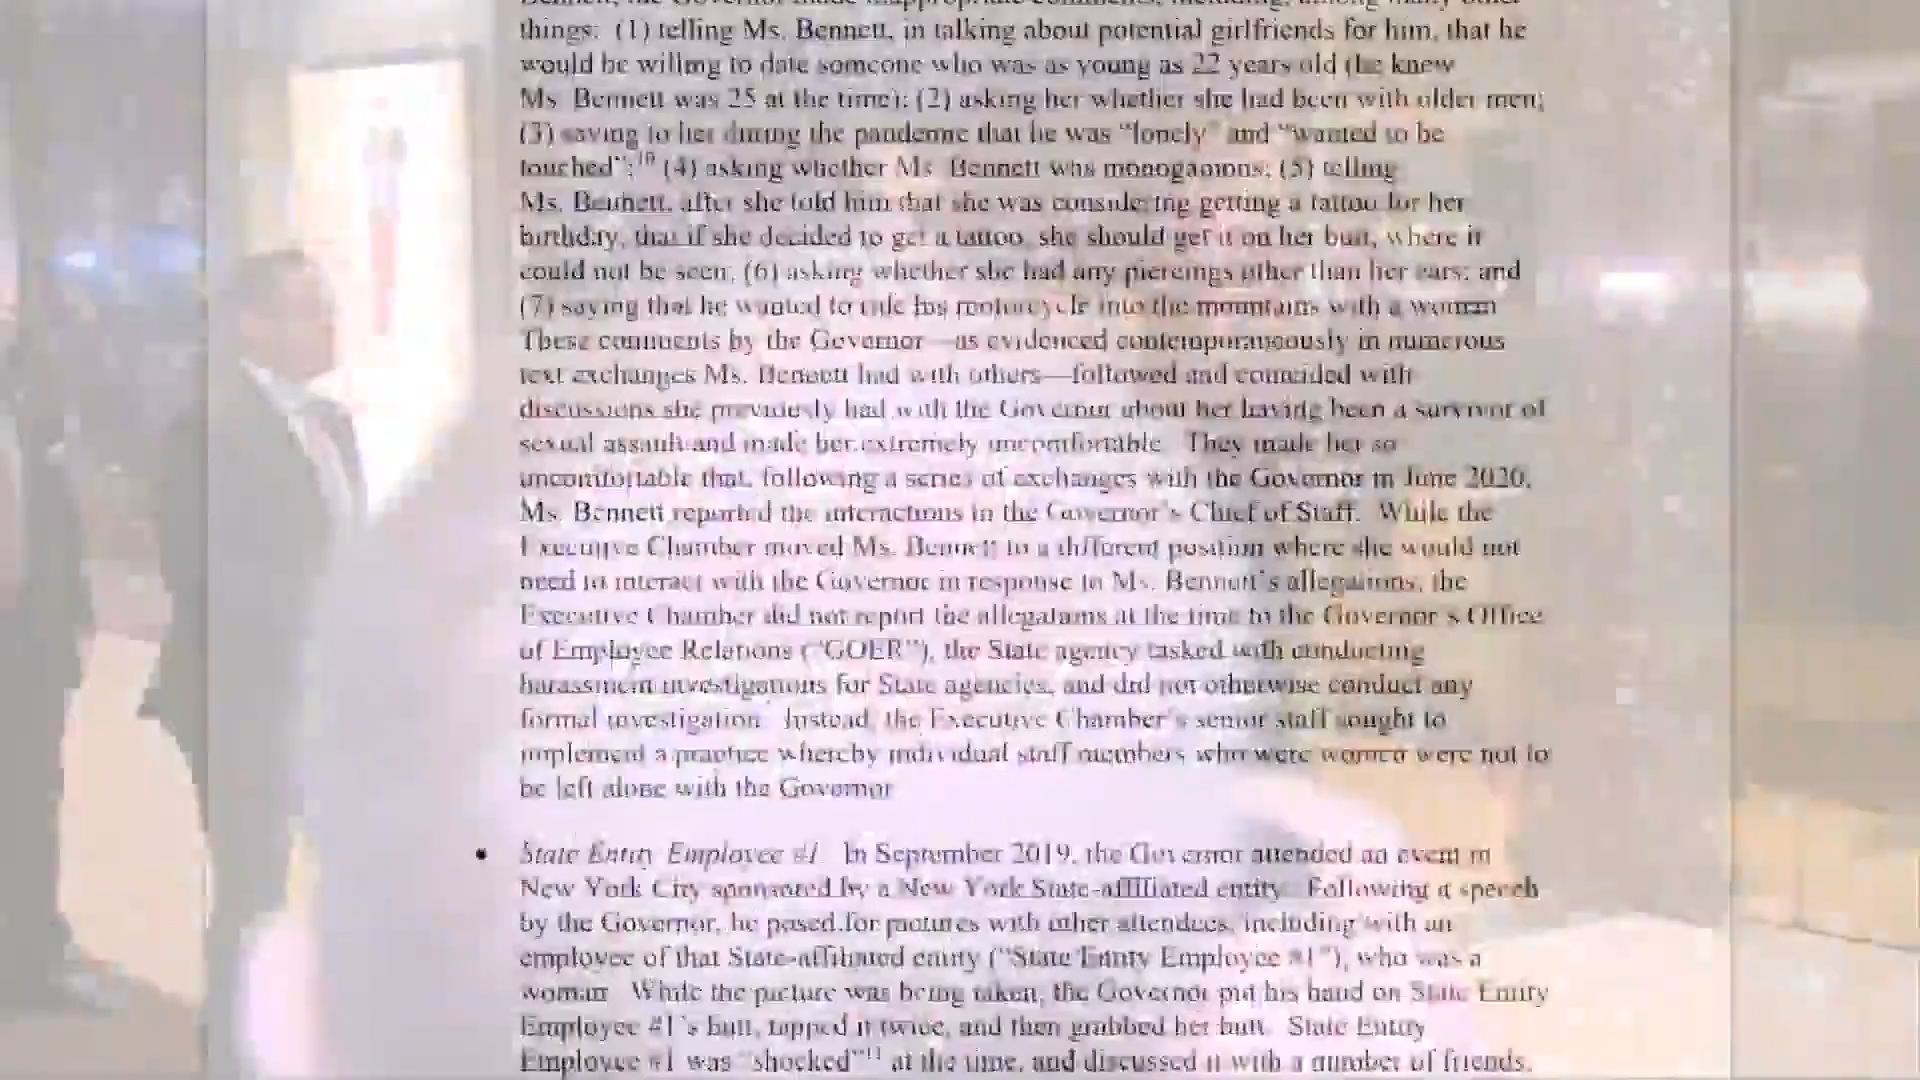 Bennett, the Governor made inappropriate comments, including, among many other
things: (1) telling Ms. Bennett, in talking about potential girlfriends for him, that he
would be willing to date someone who was as young as 22 years old (he knew
Ms. Bennett was 25 at the time); (2) asking her whether she had been with older men;
(3) saying to her during the pandemic that he was “lonely” and “wanted to be
touched”;10 (4) asking whether Ms. Bennett was monogamous; (5) telling
Ms. Bennett, after she told him that she was considering getting a tattoo for her
birthday, that if she decided to get a tattoo, she should get it on her butt, where it
could not be seen; (6) asking whether she had any piercings other than her ears; and
(7) saying that he wanted to ride his motorcycle into the mountains with a woman.
These comments by the Governor—as evidenced contemporaneously in numerous
text exchanges Ms. Bennett had with others—followed and coincided with
discussions she previously had with the Governor about her having been a survivor of
sexual assault and made her extremely uncomfortable. They made her so
uncomfortable that, following a series of exchanges with the Governor in June 2020,
Ms. Bennett reported the interactions to the Governor’s Chief of Staff. While the
Executive Chamber moved Ms. Bennett to a different position where she would not
need to interact with the Governor in response to Ms. Bennett’s allegations, the
Executive Chamber did not report the allegations at the time to the Governor’s Office
of Employee Relations (“GOER”), the State agency tasked with conducting
harassment investigations for State agencies, and did not otherwise conduct any
formal investigation. Instead, the Executive Chamber’s senior staff sought to
implement a practice whereby individual staff members who were women were not to
be left alone with the Governor.
• State Entity Employee #1. In September 2019, the Governor attended an event in
New York City sponsored by a New York State-affiliated entity. Following a speech
by the Governor, he posed for pictures with other attendees, including with an
employee of that State-affiliated entity (“State Entity Employee #1”), who was a
woman. While the picture was being taken, the Governor put his hand on State Entity
Employee #1’s butt, tapped it twice, and then grabbed her butt. State Entity
Employee #1 was “shocked”11 at the time, and discussed it with a number of friends,